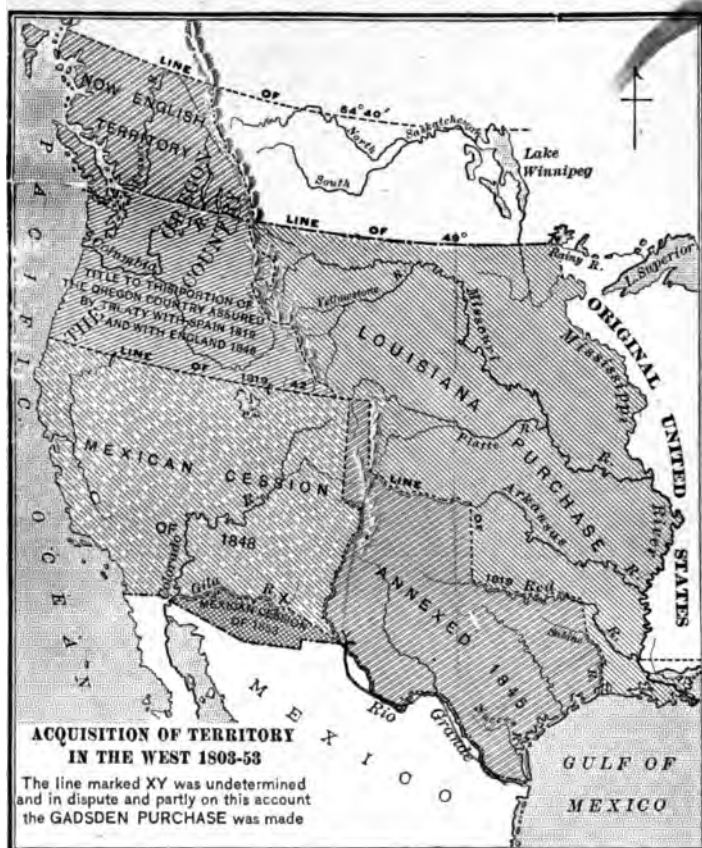 LINE OF 54° 40′
NOW ENGLISH
TERRITORY
THE OREGON COUNTRY
North
Saskatchewan
South
Lake
Winnipeg
PACIFIC OCEAN
LINE OF 49°
Rainy R.
L. Superior
Columbia
R.
TITLE TO THIS PORTION OF
THE OREGON COUNTRY ASSURED
BY TREATY WITH SPAIN 1819
AND WITH ENGLAND 1846
Yellowstone R.
Missouri R.
Mississippi River
ORIGINAL UNITED STATES
LINE OF 1819, 42°
LOUISIANA PURCHASE
Platte R.
MEXICAN CESSION
OF 1848
Colorado R.
LINE OF 1819
Arkansas R.
Red R.
Gila R.
X
MEXICAN CESSION
OF 1853
ANNEXED 1845
Sabine R.
Nueces
Rio Grande
MEXICO
GULF OF
MEXICO
ACQUISITION OF TERRITORY
IN THE WEST 1803-53
The line marked XY was undetermined
and in dispute and partly on this account
the GADSDEN PURCHASE was made